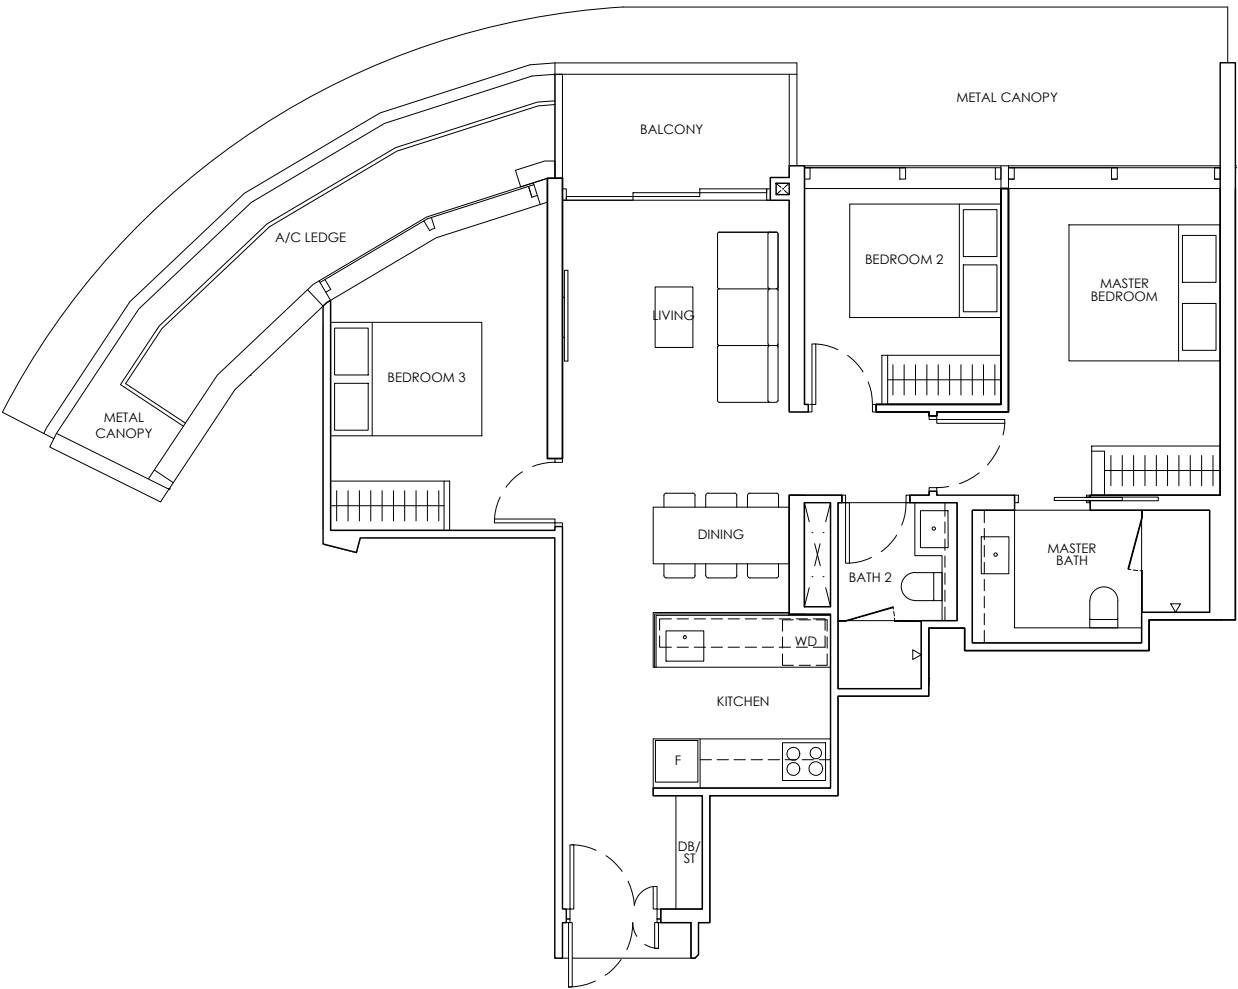 METAL CANOPY
BALCONY
A/C LEDGE
BEDROOM 2
MASTER
BEDROOM
LIVING
BEDROOM 3
METAL
CANOPY
DINING
BATH 2
MASTER
BATH
WD
KITCHEN
F
DB/
ST